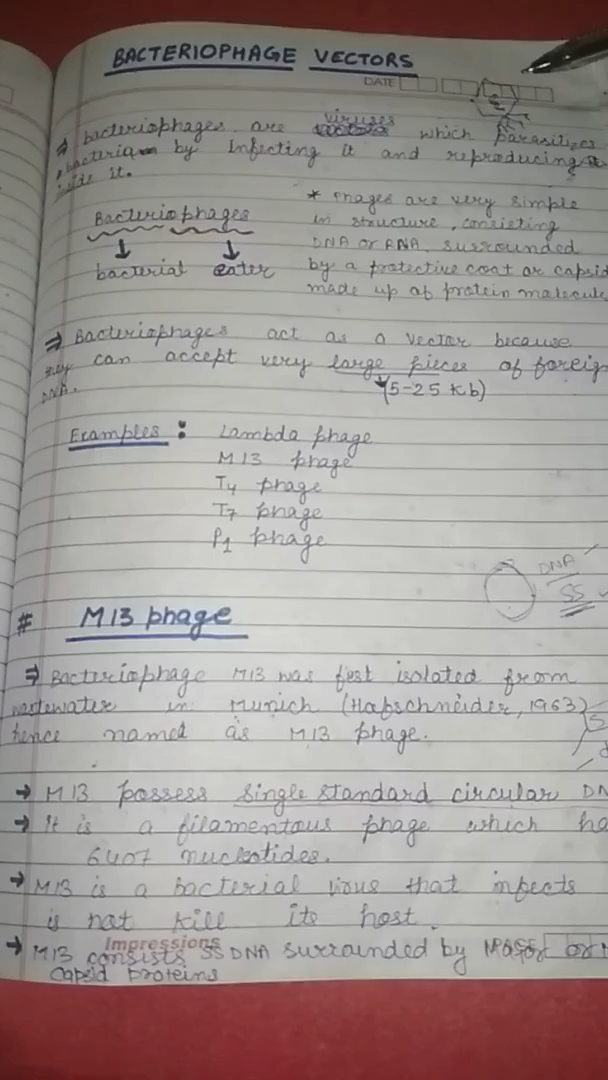 BACTERIOPHAGE VECTORS
DATE
⇒ bacteriophages are viruses which parasitizes
bacteria by infecting it and reproducing
inside it.
Bacteriophages
bacterial eater
* Phages are very simple
in structure, consisting
DNA or RNA surrounded
by a protective coat or capsid
made up of protein molecule
⇒ Bacteriophages act as a vector because
they can accept very large pieces of foreign
DNA.
(5-25 Kb)
Examples : Lambda phage
M13 phage
T4 phage
T7 phage
P1 phage
DNA
SS
# M13 phage
⇒ Bacteriophage M13 was first isolated from
wastewater in Munich (Hofschneider, 1963)
hence named as M13 phage.
→ M13 possess single standard circular DN
→ It is a filamentous phage which ha
6407 nucleotides.
→ M13 is a bacterial virus that infects
is not kill its host.
Impressions
→ M13 consists SS DNA surrounded by Major or
capsid proteins